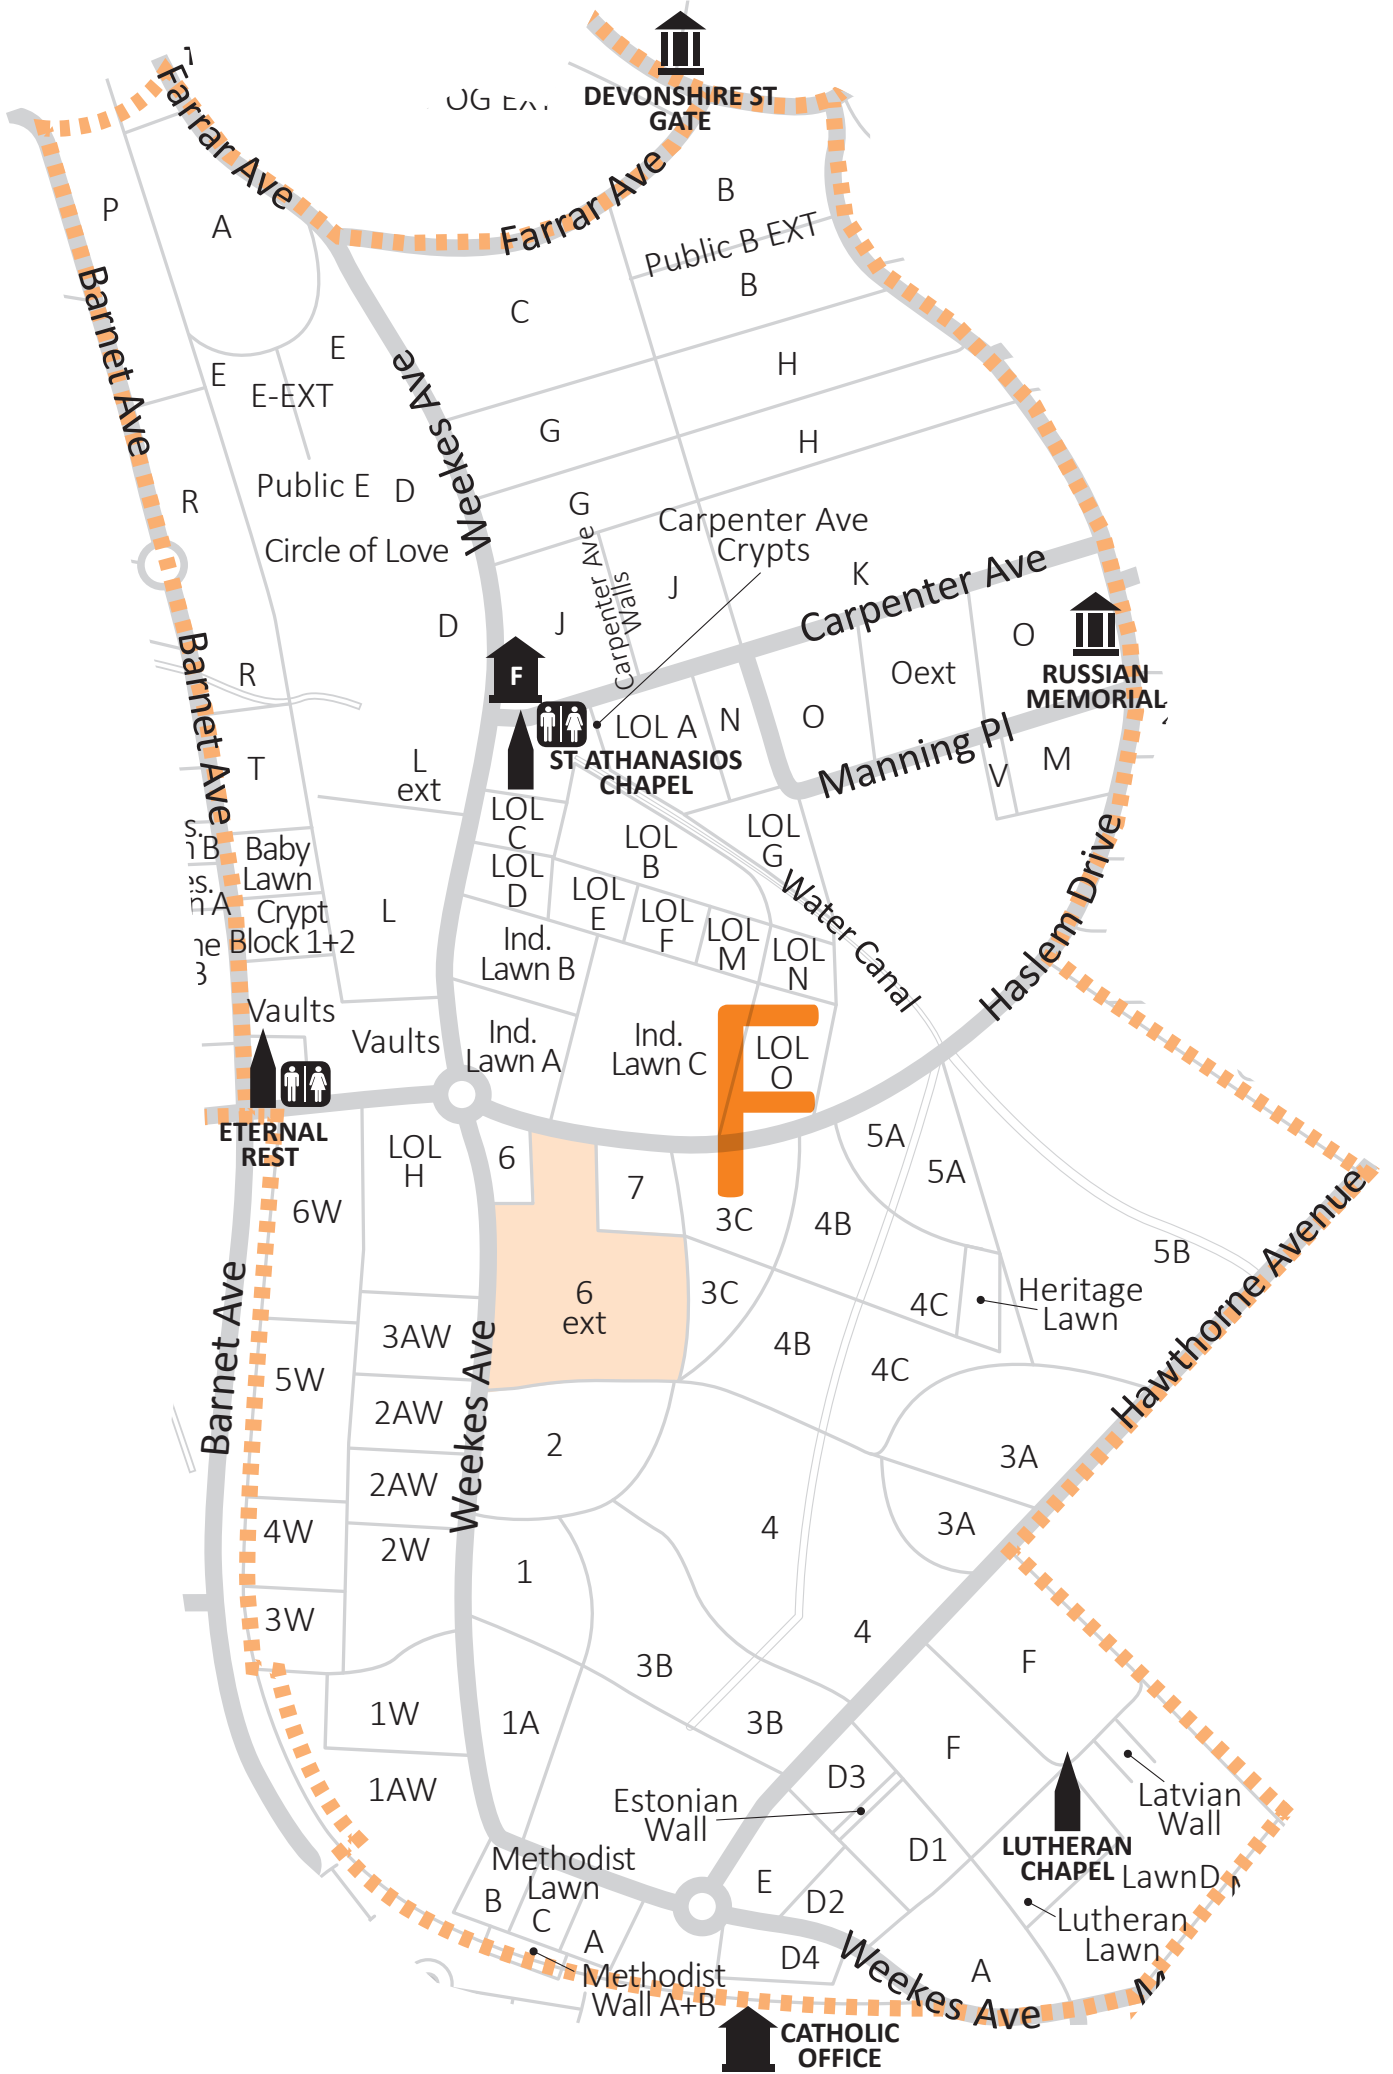 DEVONSHIRE ST
GATE
Farrar Ave
Farrar Ave
P
A
B
Public B EXT
B
Barnet Ave
C
E
E
E-EXT
Weekes Ave
H
G
H
R
Public E
D
G
Carpenter Ave
Crypts
Circle of Love
Carpenter Ave
Walls
J
K
Carpenter Ave
D
J
O
F
Barnet Ave
R
Oext
RUSSIAN
MEMORIAL
LOL A
N
O
ST ATHANASIOS
CHAPEL
Manning Pl
V
M
T
L
ext
LOL
C
LOL
B
LOL
G
Baby
Lawn
LOL
D
LOL
E
LOL
F
LOL
M
LOL
N
Water Canal
Haslem Drive
Crypt
Block 1+2
L
Ind.
Lawn B
Vaults
Vaults
Ind.
Lawn A
Ind.
Lawn C
F
LOL
O
ETERNAL
REST
LOL
H
6
7
5A
5A
6W
3C
4B
5B
Barnet Ave
6
ext
3C
4C
Heritage
Lawn
Hawthorne Avenue
3AW
Weekes Ave
4B
4C
5W
2AW
2
3A
2AW
4W
2W
4
3A
1
3W
4
3B
F
1W
1A
3B
F
1AW
D3
Estonian
Wall
Latvian
Wall
D1
LUTHERAN
CHAPEL
Methodist
Lawn
E
LawnD
B
C
D2
Lutheran
Lawn
A
D4
Weekes Ave
A
Methodist
Wall A+B
CATHOLIC
OFFICE